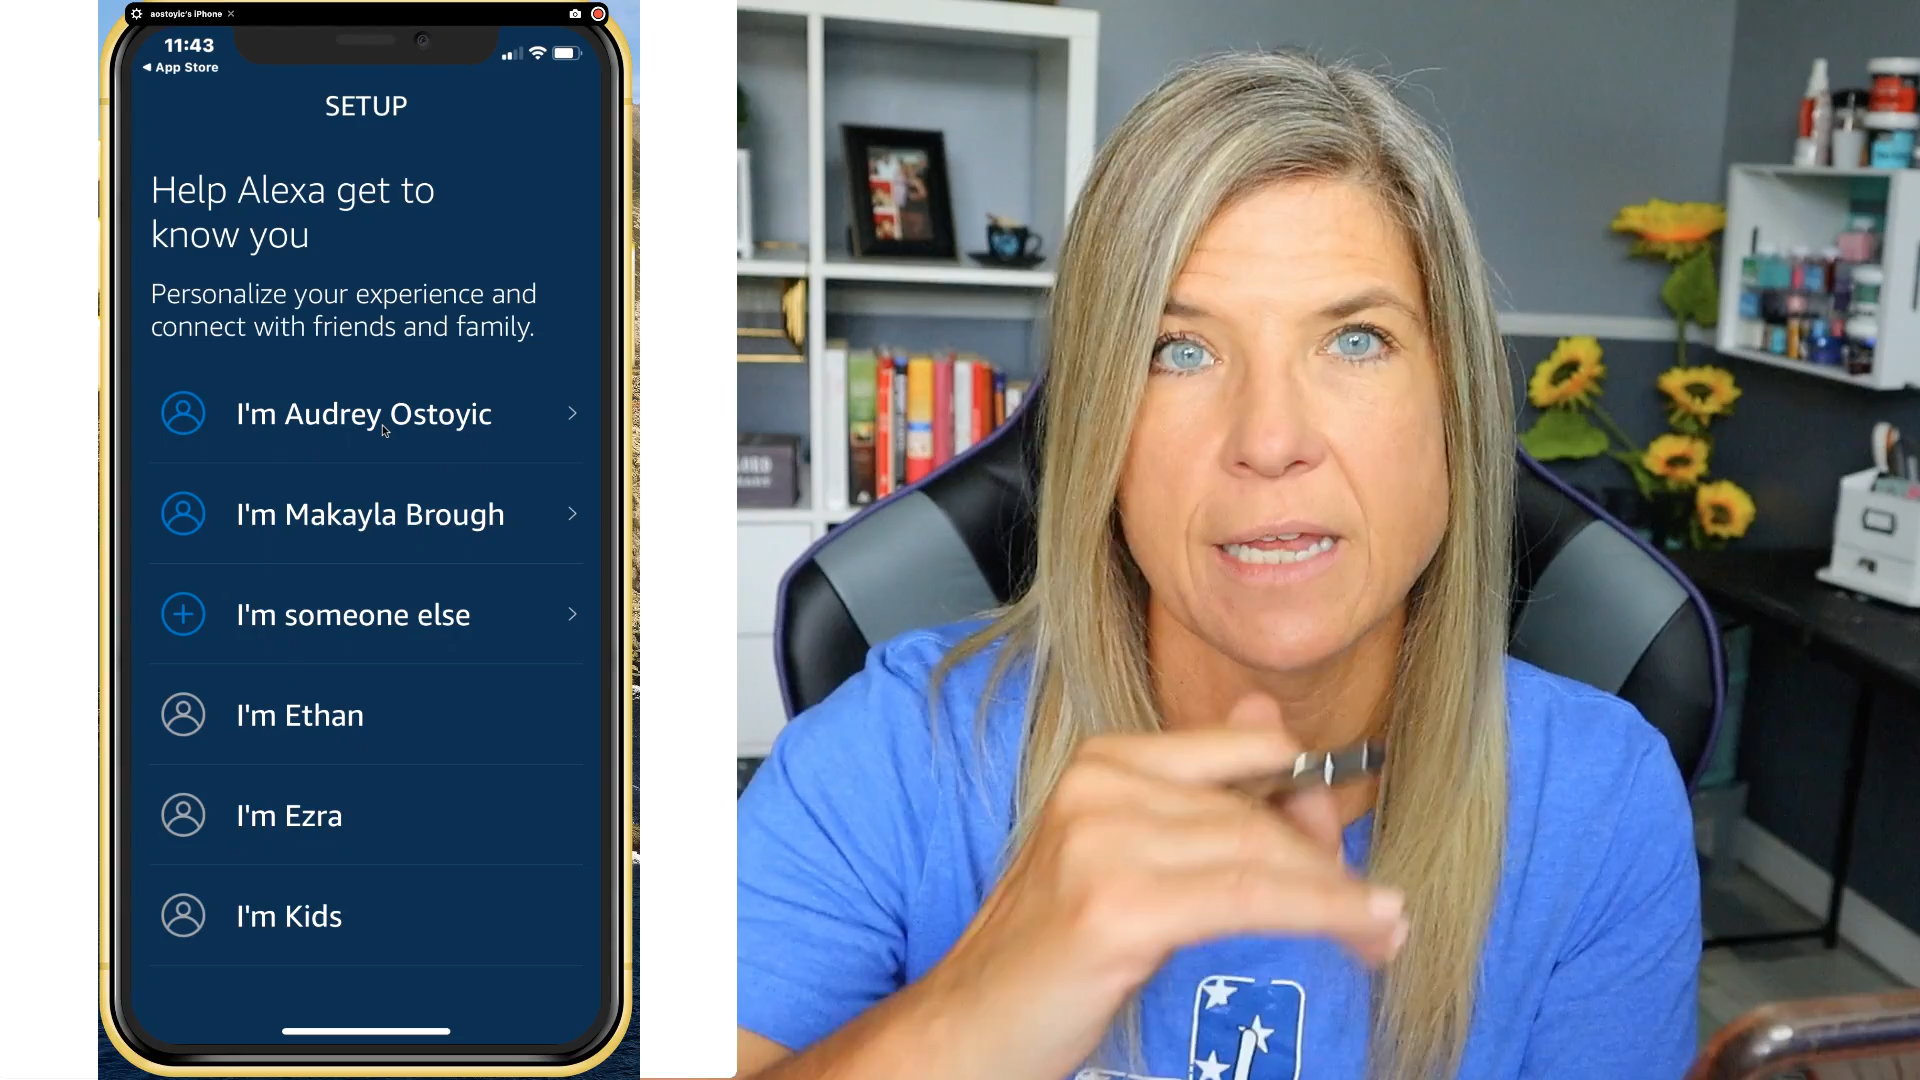 aostoyic's iPhone
11:43
App Store
SETUP
Help Alexa get to
know you
Personalize your experience and
connect with friends and family.
I'm Audrey Ostoyic
I'm Makayla Brough
I'm someone else
I'm Ethan
I'm Ezra
I'm Kids